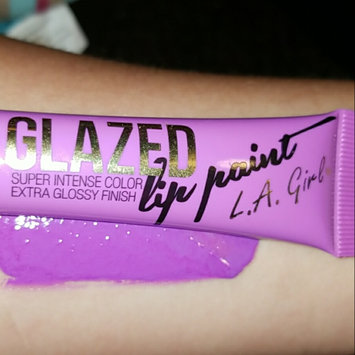 GLAZED
SUPER INTENSE COLOR
EXTRA GLOSSY FINISH
lip paint
L.A. Girl